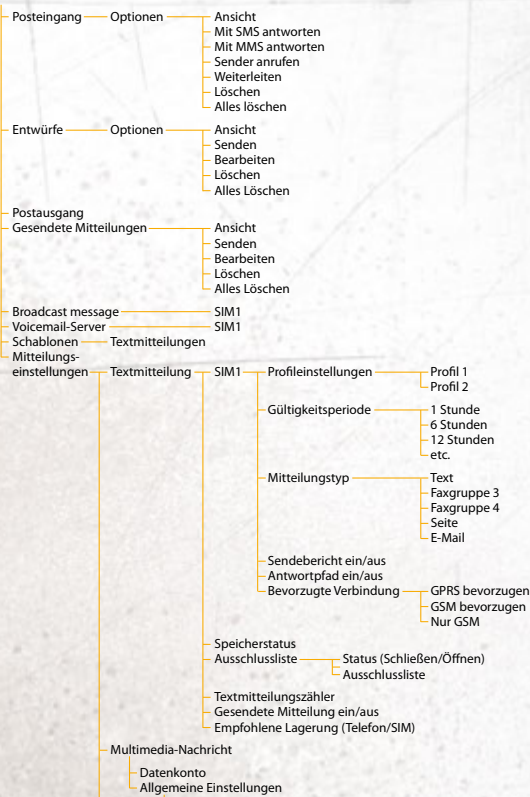 Posteingang Optionen Ansicht
Mit SMS antworten
Mit MMS antworten
Sender anrufen
Weiterleiten
Löschen
Alles löschen
Entwürfe Optionen Ansicht
Senden
Bearbeiten
Löschen
Alles Löschen
Postausgang
Gesendete Mitteilungen Ansicht
Senden
Bearbeiten
Löschen
Alles Löschen
Broadcast message SIM1
Voicemail-Server SIM1
Schablonen Textmitteilungen
Mitteilungs-
einstellungen Textmitteilung SIM1 Profileinstellungen Profil 1
Profil 2
Gültigkeitsperiode 1 Stunde
6 Stunden
12 Stunden
etc.
Mitteilungstyp Text
Faxgruppe 3
Faxgruppe 4
Seite
E-Mail
Sendebericht ein/aus
Antwortpfad ein/aus
Bevorzugte Verbindung GPRS bevorzugen
GSM bevorzugen
Nur GSM
Speicherstatus
Ausschlussliste Status (Schließen/Öffnen)
Ausschlussliste
Textmitteilungszähler
Gesendete Mitteilung ein/aus
Empfohlene Lagerung (Telefon/SIM)
Multimedia-Nachricht
Datenkonto
Allgemeine Einstellungen